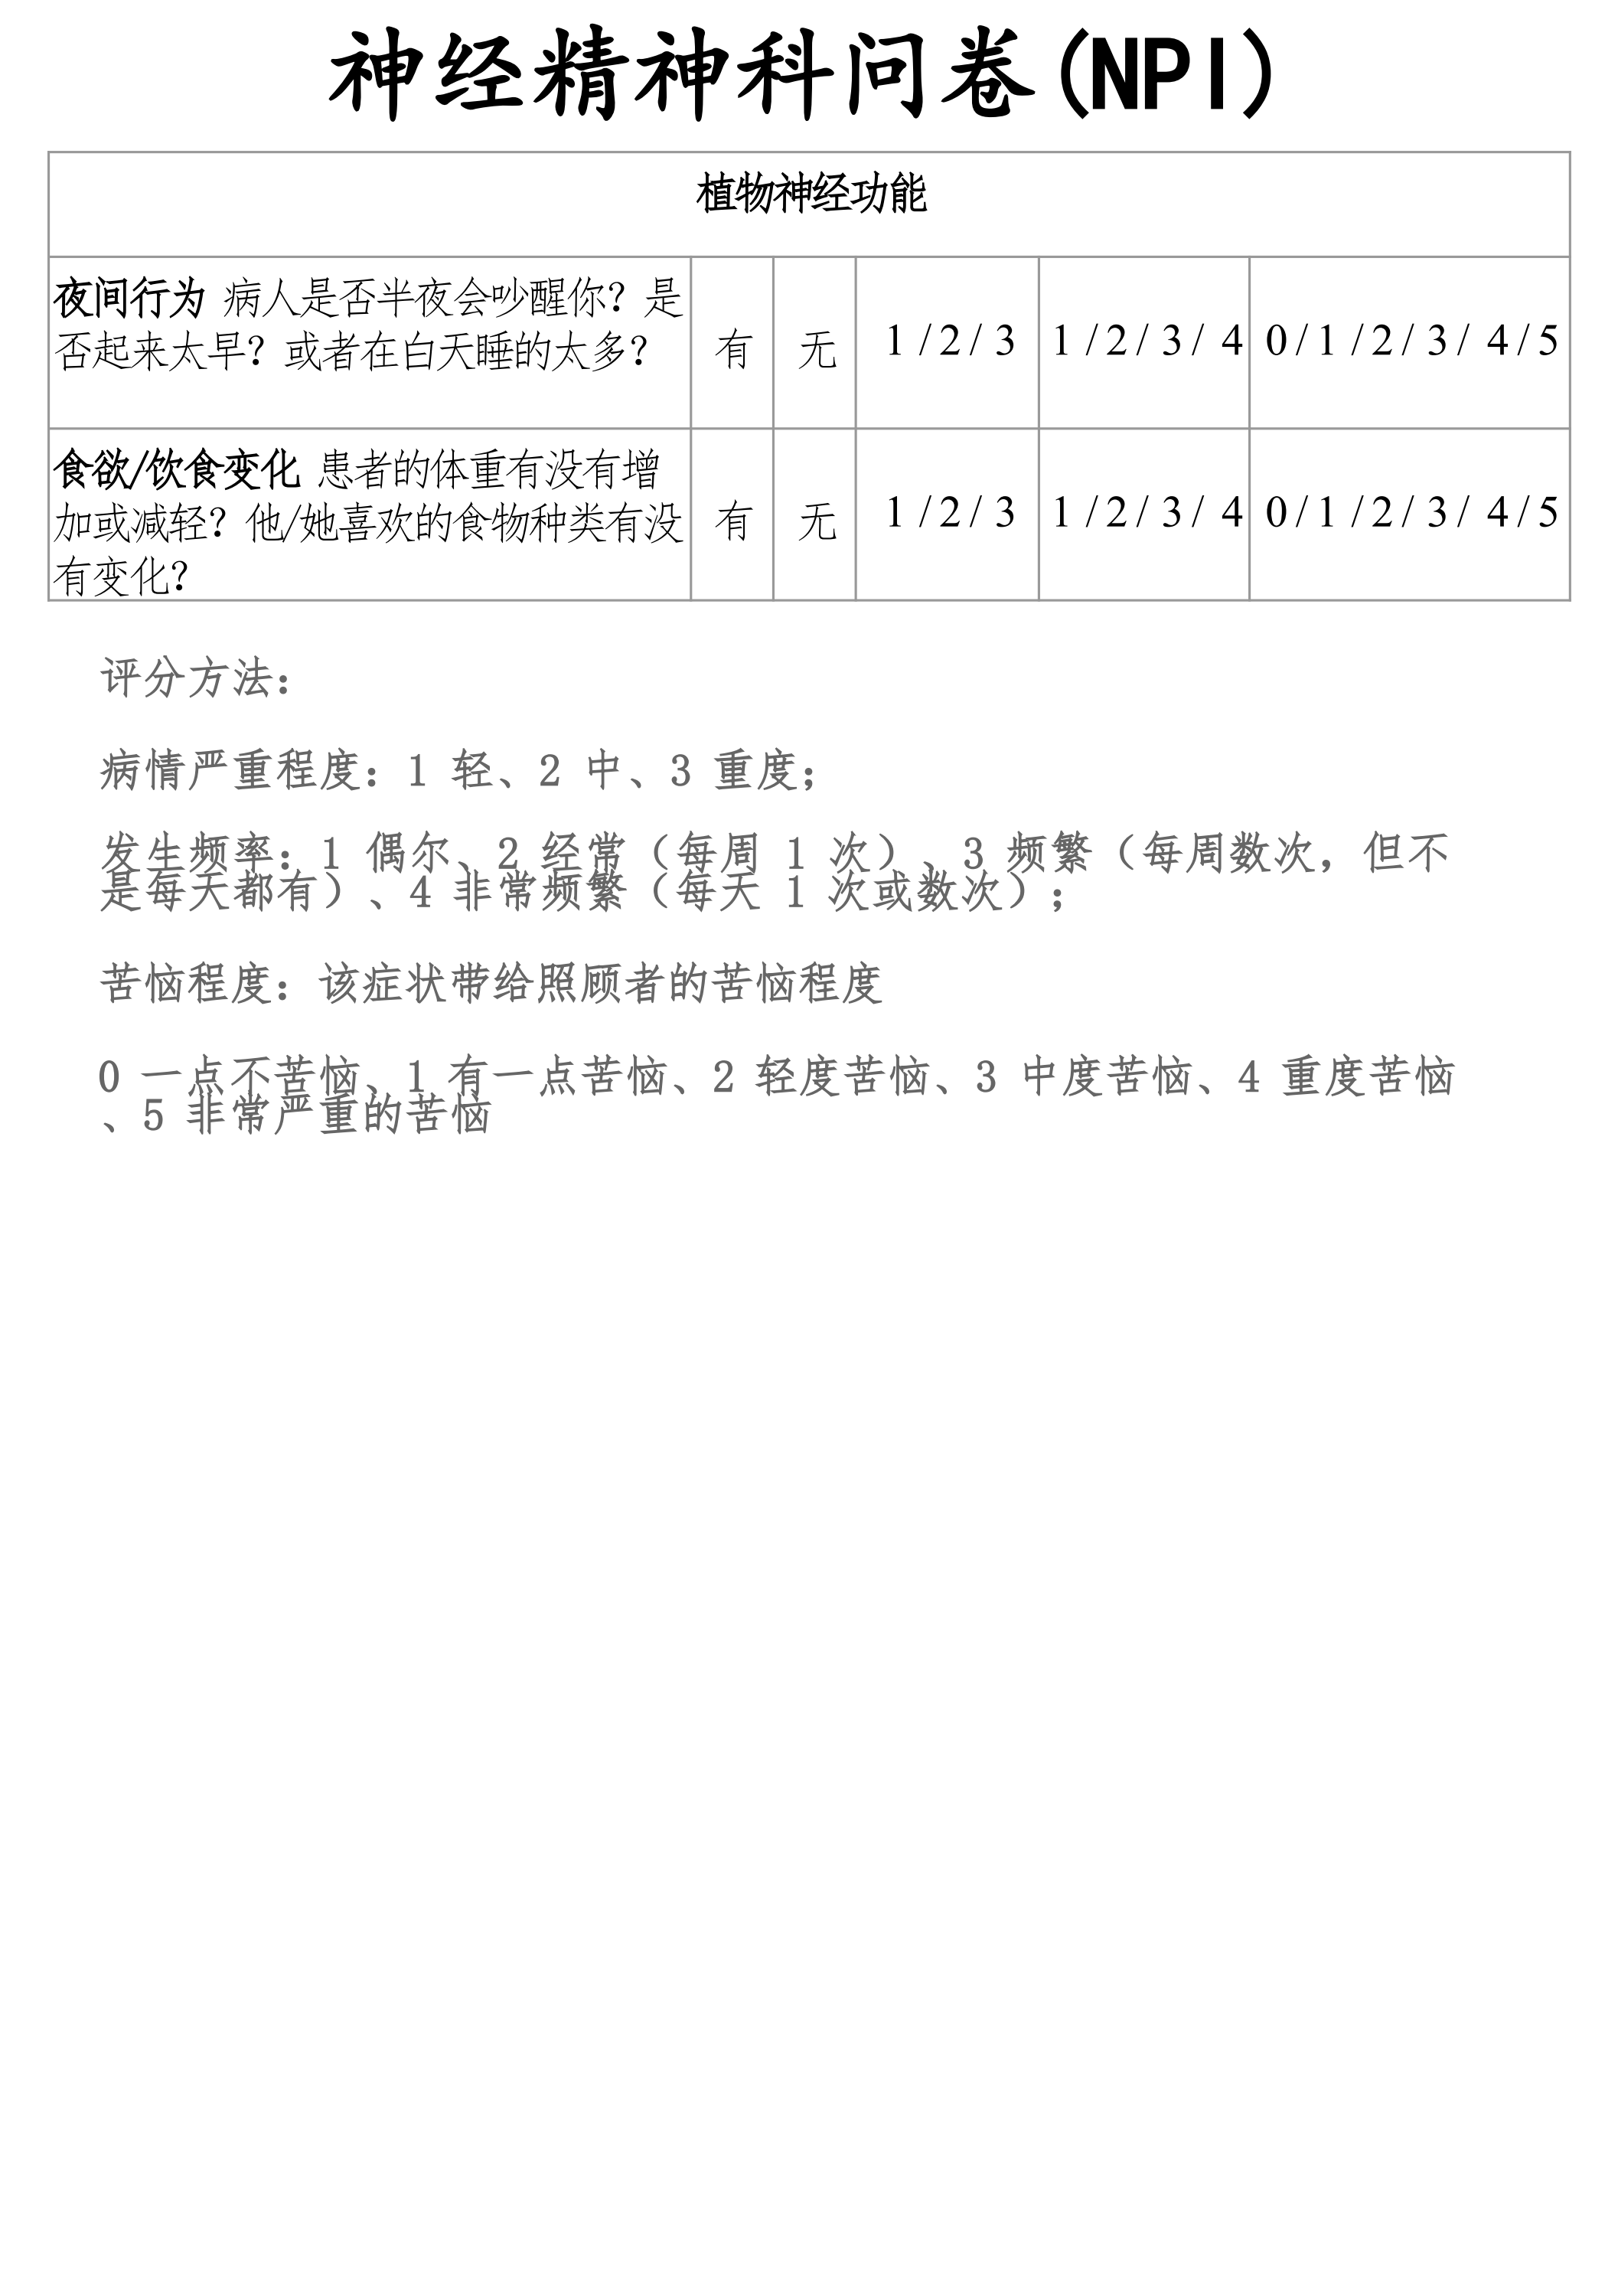 神经精神科问卷(NPI)
植物神经功能
夜间行为 病人是否半夜会吵醒你？是
否起来太早？或者在白天睡的太多？
有 无 1 / 2 / 3 1 / 2 / 3 / 4 0 / 1 / 2 / 3 / 4 / 5
食欲/饮食变化 患者的体重有没有增
加或减轻？他/她喜欢的食物种类有没
有变化？
有 无 1 / 2 / 3 1 / 2 / 3 / 4 0 / 1 / 2 / 3 / 4 / 5
评分方法：
病情严重程度：1 轻、2 中、3 重度；
发生频率：1 偶尔、2 经常（每周 1 次）、3 频繁（每周数次，但不
是每天都有）、4 非常频繁（每天 1 次或数次）；
苦恼程度：该症状带给照顾者的苦恼程度
0 一点不苦恼、1 有一点苦恼、2 轻度苦恼、3 中度苦恼、4 重度苦恼
、5 非常严重的苦恼